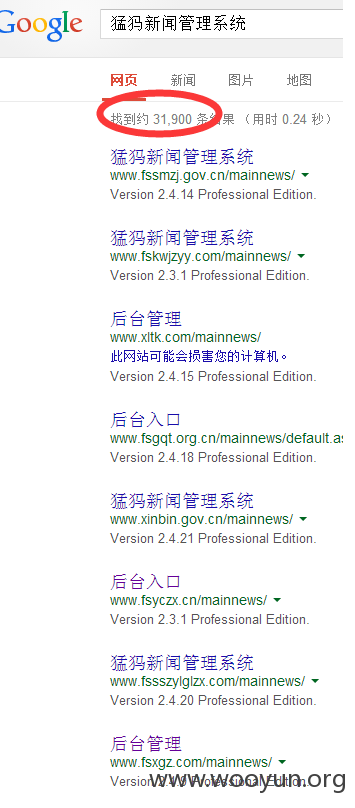 Google
猛犸新闻管理系统
网页 新闻 图片 地图
找到约 31,900 条结果 （用时 0.24 秒）
猛犸新闻管理系统
www.fssmzj.gov.cn/mainnews/
Version 2.4.14 Professional Edition.
猛犸新闻管理系统
www.fskwjzyy.com/mainnews/
Version 2.3.1 Professional Edition.
后台管理
www.xltk.com/mainnews/
此网站可能会损害您的计算机。
Version 2.4.15 Professional Edition.
后台入口
www.fsgqt.org.cn/mainnews/default.as
Version 2.4.18 Professional Edition.
猛犸新闻管理系统
www.xinbin.gov.cn/mainnews/
Version 2.4.21 Professional Edition.
后台入口
www.fsyczx.cn/mainnews/
Version 2.3.1 Professional Edition.
猛犸新闻管理系统
www.fssszylglzx.com/mainnews/
Version 2.4.20 Professional Edition.
后台管理
www.fsxgz.com/mainnews/
Version 2.4.9 Professional Edition.
www.wooyun.org